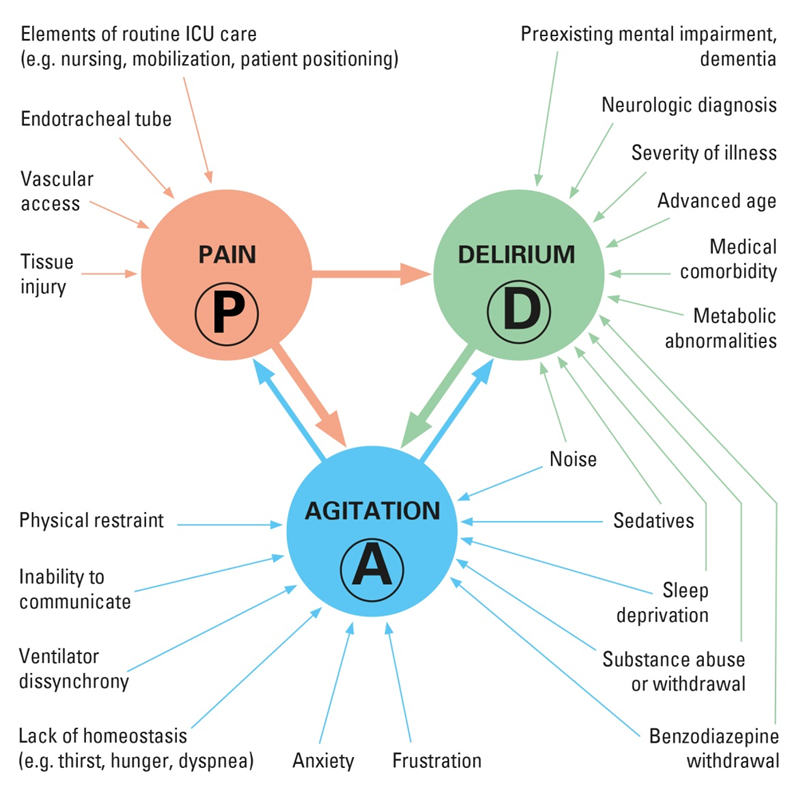 Elements of routine ICU care
(e.g. nursing, mobilization, patient positioning)
Endotracheal tube
Vascular
access
Tissue
injury
Preexisting mental impairment,
dementia
Neurologic diagnosis
Severity of illness
Advanced age
Medical
comorbidity
Metabolic
abnormalities
PAIN
P
DELIRIUM
D
AGITATION
A
Noise
Sedatives
Sleep
deprivation
Substance abuse
or withdrawal
Benzodiazepine
withdrawal
Physical restraint
Inability to
communicate
Ventilator
dissynchrony
Lack of homeostasis
(e.g. thirst, hunger, dyspnea)
Anxiety
Frustration